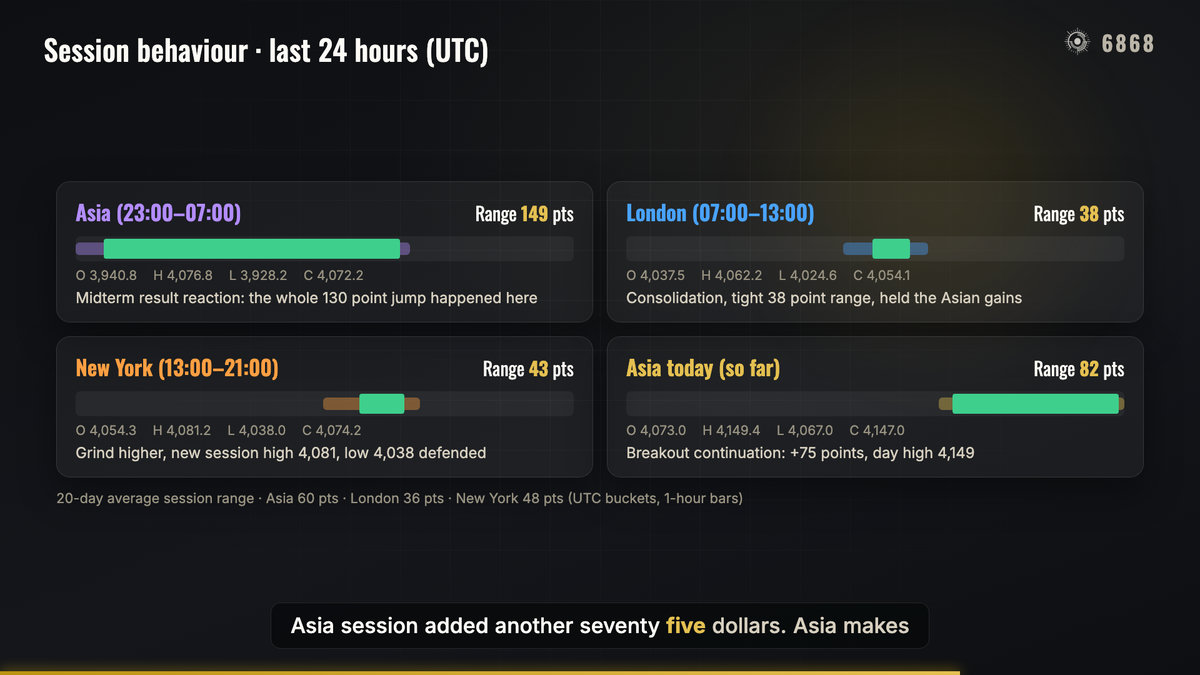 Session behaviour · last 24 hours (UTC)
6868
Asia (23:00–07:00)
Range 149 pts
O 3,940.8 H 4,076.8 L 3,928.2 C 4,072.2
Midterm result reaction: the whole 130 point jump happened here
London (07:00–13:00)
Range 38 pts
O 4,037.5 H 4,062.2 L 4,024.6 C 4,054.1
Consolidation, tight 38 point range, held the Asian gains
New York (13:00–21:00)
Range 43 pts
O 4,054.3 H 4,081.2 L 4,038.0 C 4,074.2
Grind higher, new session high 4,081, low 4,038 defended
Asia today (so far)
Range 82 pts
O 4,073.0 H 4,149.4 L 4,067.0 C 4,147.0
Breakout continuation: +75 points, day high 4,149
20-day average session range · Asia 60 pts · London 36 pts · New York 48 pts (UTC buckets, 1-hour bars)
Asia session added another seventy five dollars. Asia makes